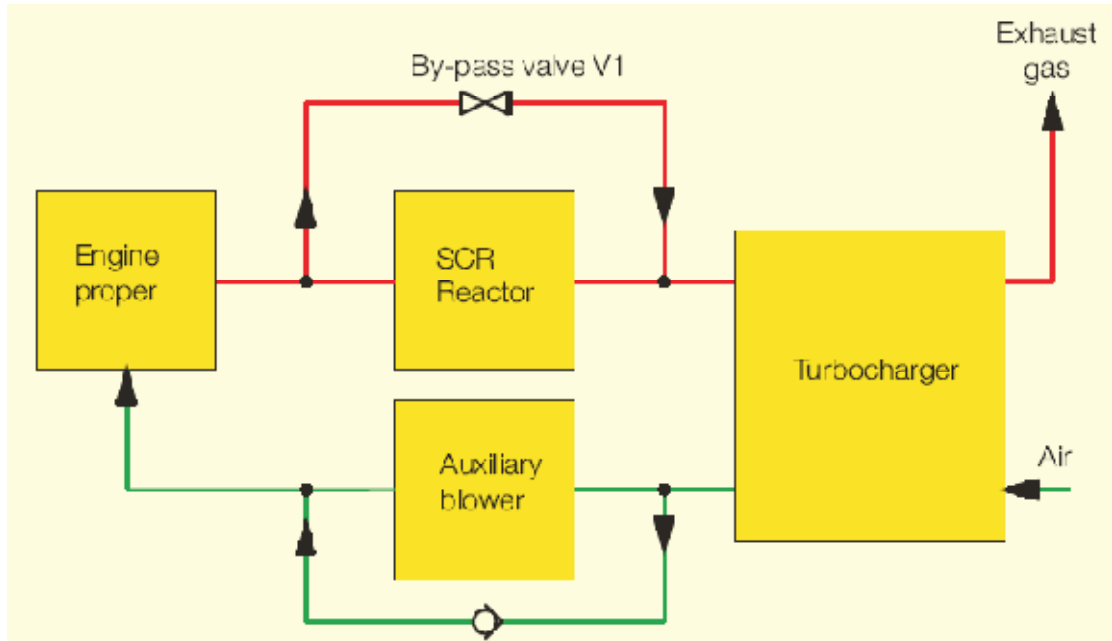 Exhaust
gas
By-pass valve V1
Engine
proper
SCR
Reactor
Turbocharger
Auxiliary
blower
Air